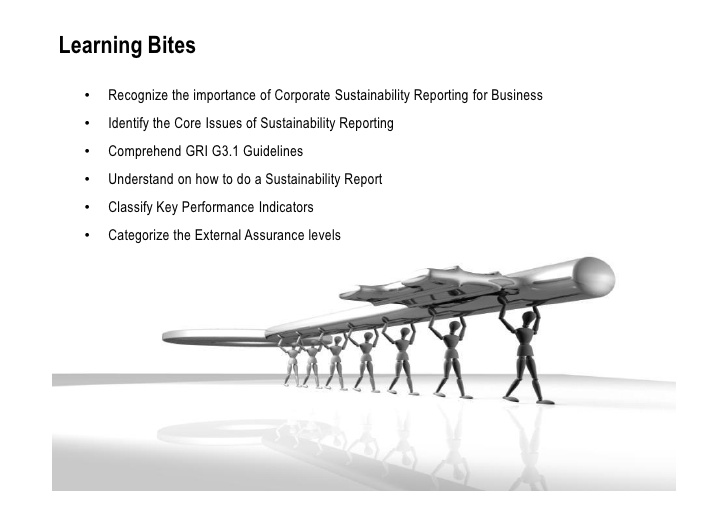 Learning Bites
• Recognize the importance of Corporate Sustainability Reporting for Business
• Identify the Core Issues of Sustainability Reporting
• Comprehend GRI G3.1 Guidelines
• Understand on how to do a Sustainability Report
• Classify Key Performance Indicators
• Categorize the External Assurance levels